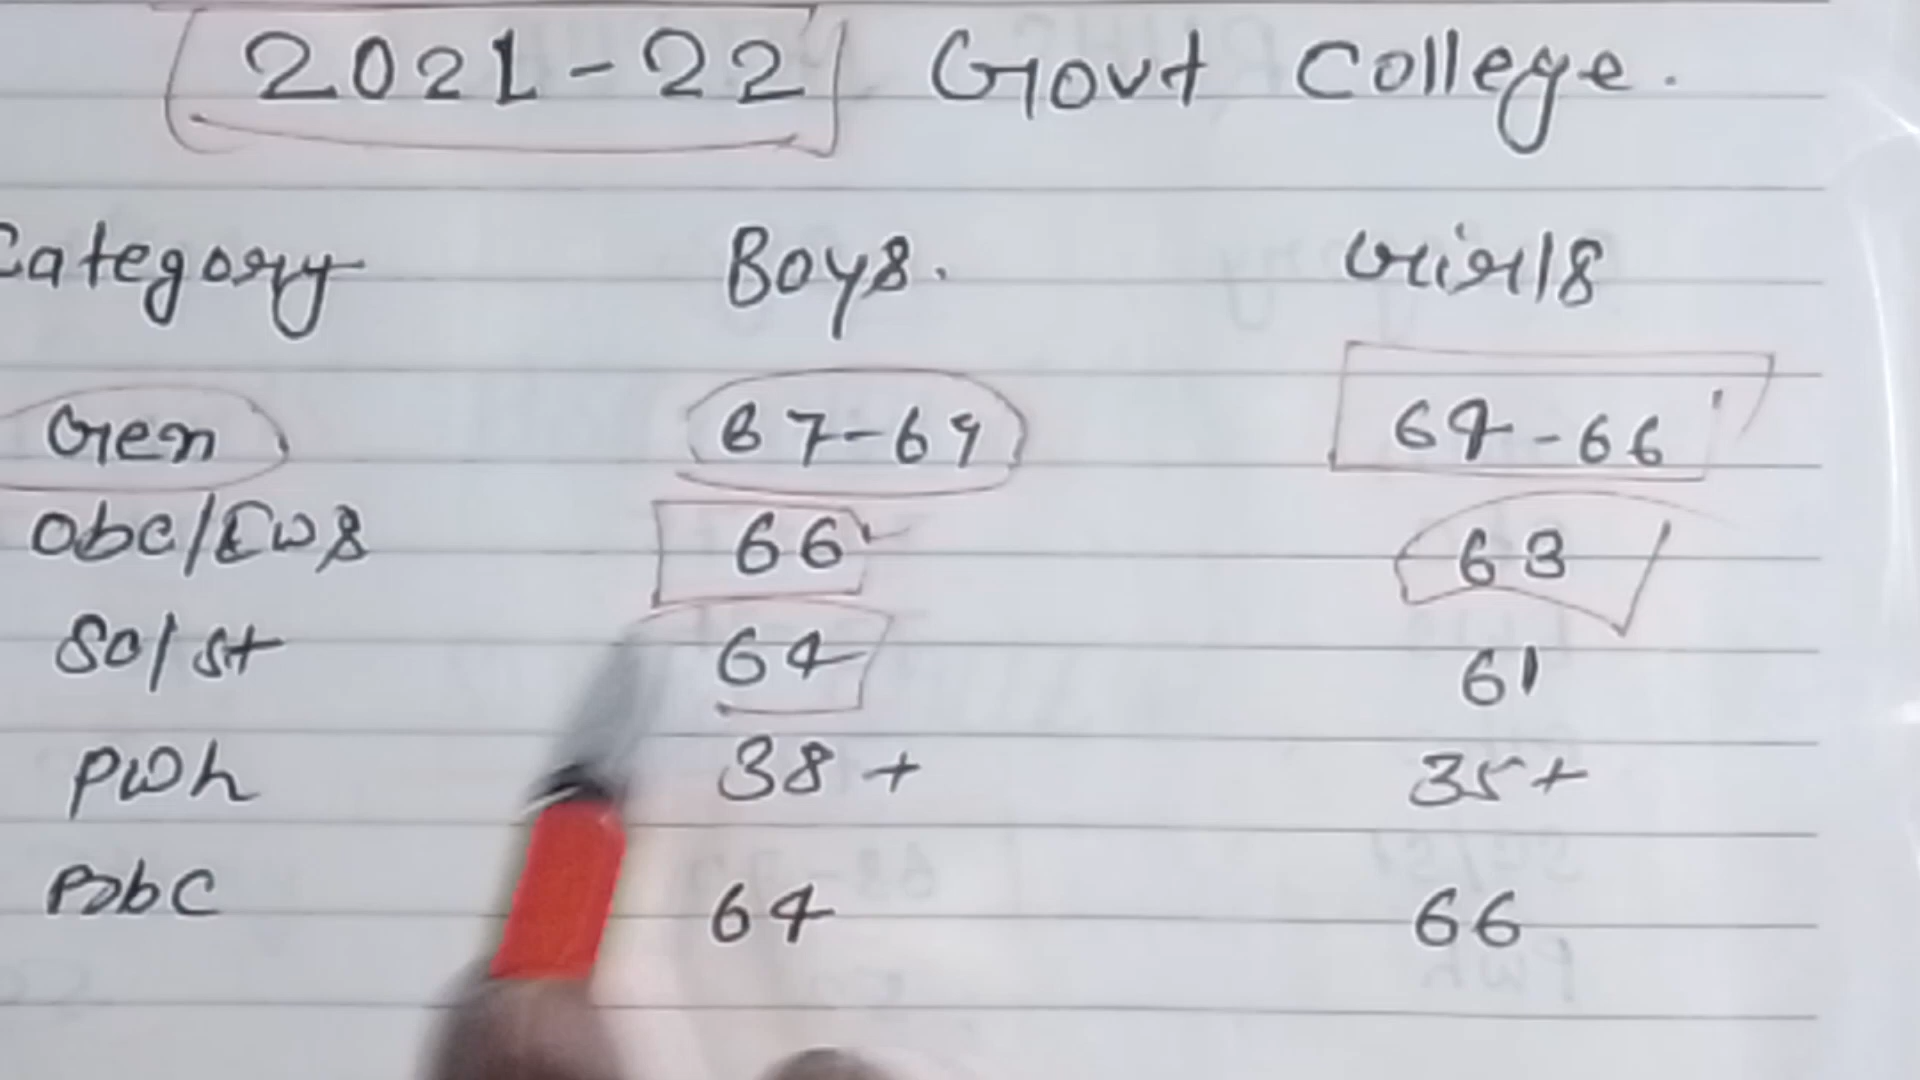 2021-22 Govt College.
Category Boys. Girls
Gen 67-69 64-66
Obc/Ews 66 63
Sc/St 64 61
Pwh 38+ 35+
64 66